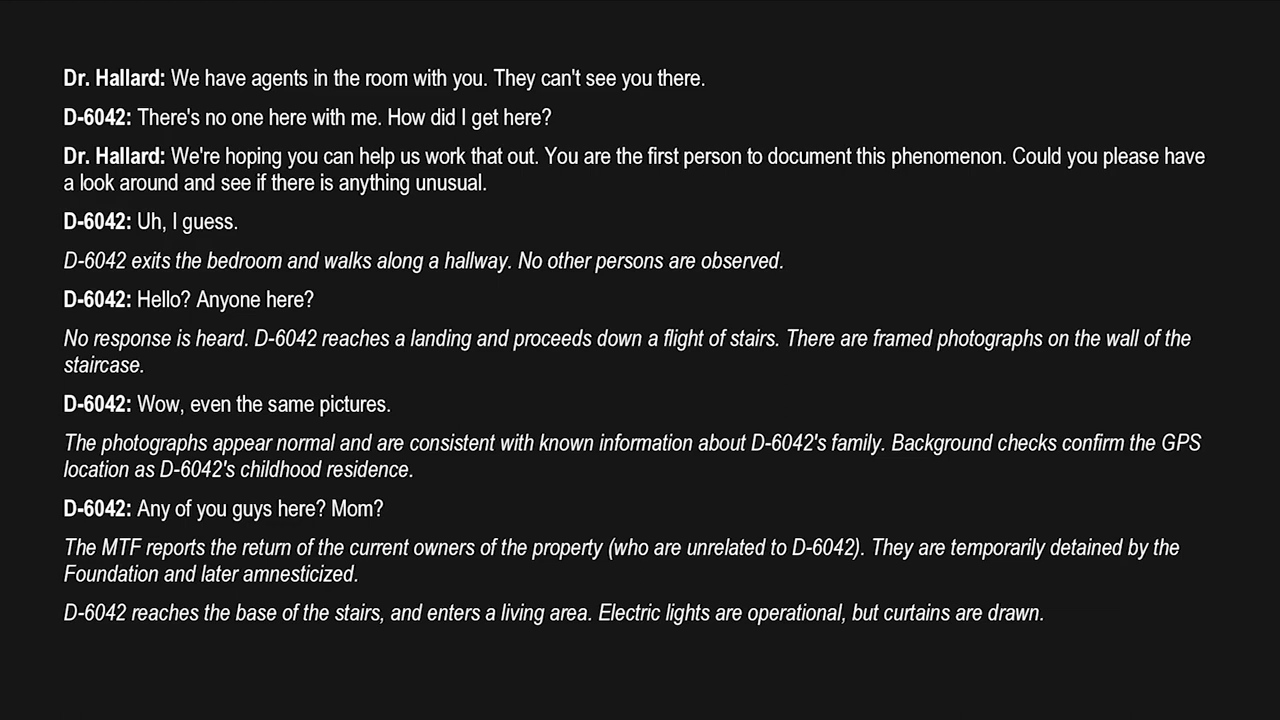 Dr. Hallard: We have agents in the room with you. They can't see you there.
D-6042: There's no one here with me. How did I get here?
Dr. Hallard: We're hoping you can help us work that out. You are the first person to document this phenomenon. Could you please have
a look around and see if there is anything unusual.
D-6042: Uh, I guess.
D-6042 exits the bedroom and walks along a hallway. No other persons are observed.
D-6042: Hello? Anyone here?
No response is heard. D-6042 reaches a landing and proceeds down a flight of stairs. There are framed photographs on the wall of the
staircase.
D-6042: Wow, even the same pictures.
The photographs appear normal and are consistent with known information about D-6042's family. Background checks confirm the GPS
location as D-6042's childhood residence.
D-6042: Any of you guys here? Mom?
The MTF reports the return of the current owners of the property (who are unrelated to D-6042). They are temporarily detained by the
Foundation and later amnesticized.
D-6042 reaches the base of the stairs, and enters a living area. Electric lights are operational, but curtains are drawn.